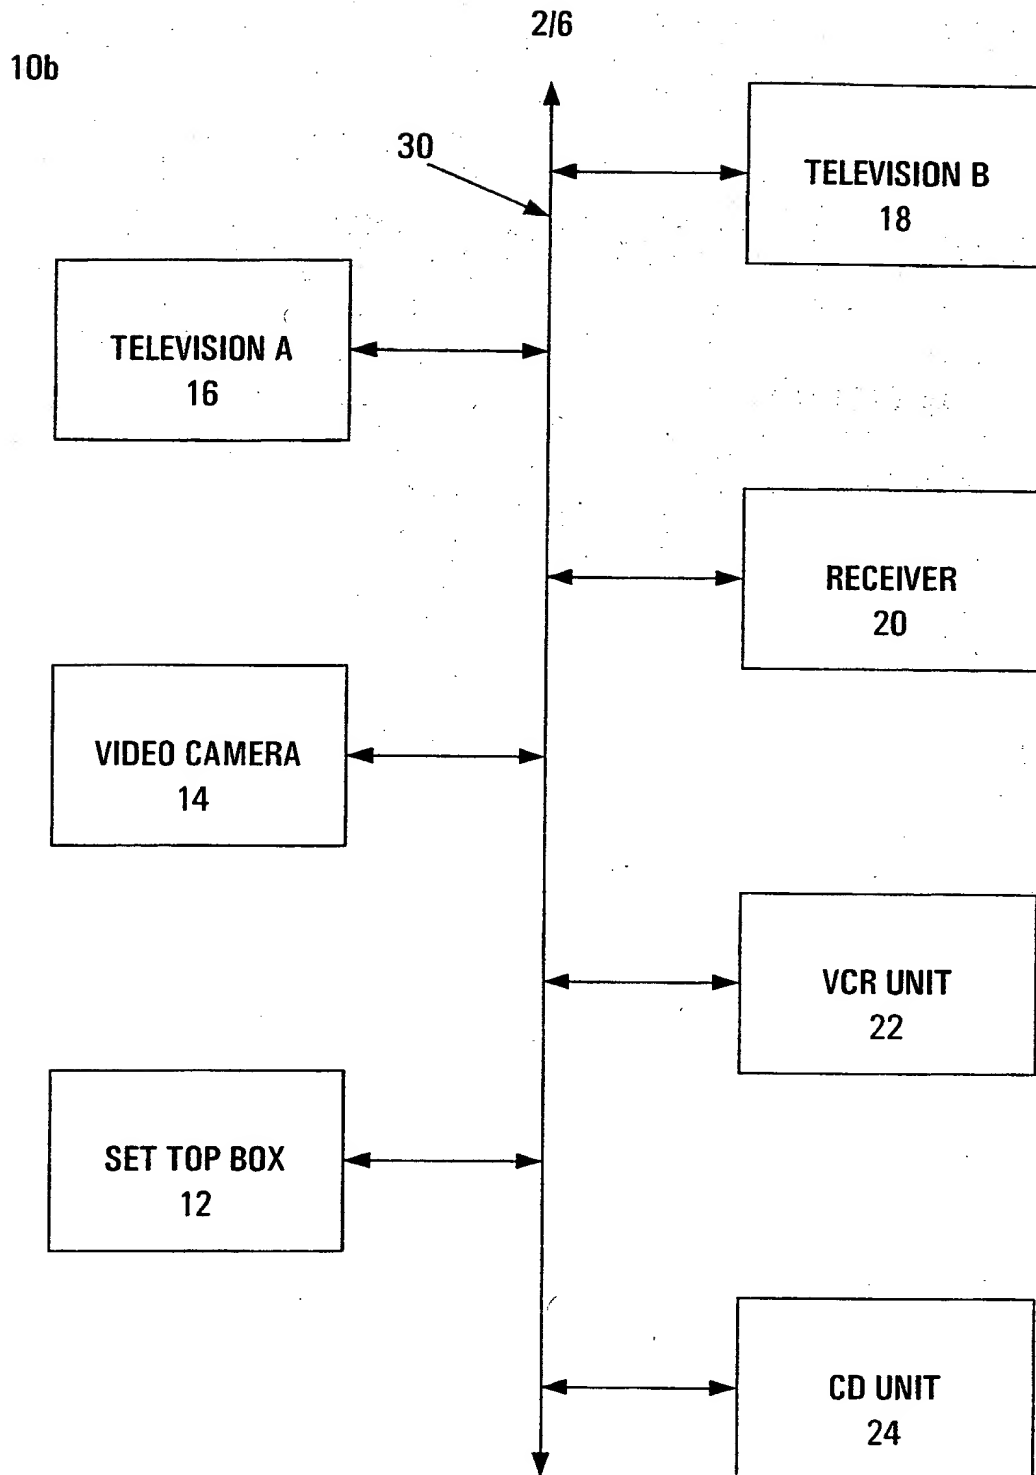 2/6
10b
30
TELEVISION B
18
TELEVISION A
16
RECEIVER
20
VIDEO CAMERA
14
VCR UNIT
22
SET TOP BOX
12
CD UNIT
24